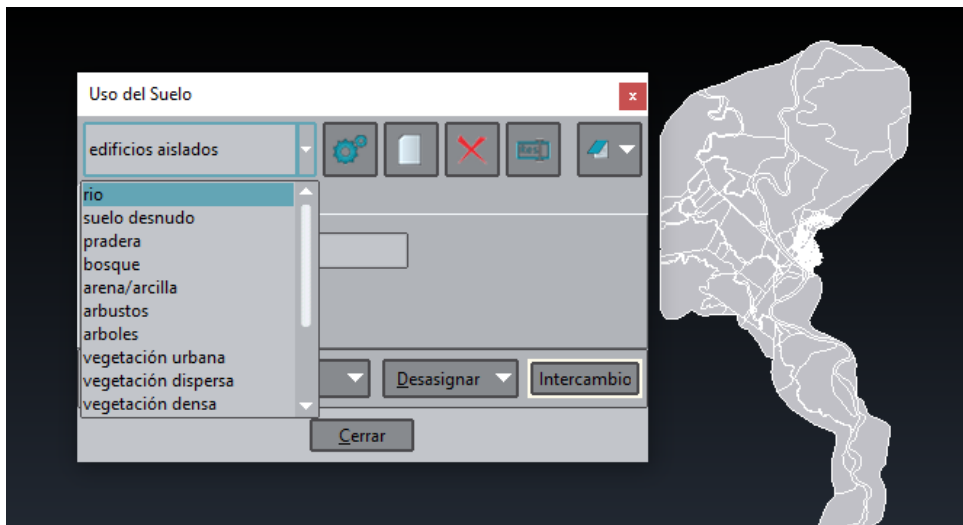 Uso del Suelo
x
edificios aislados
rio
suelo desnudo
pradera
bosque
arena/arcilla
arbustos
arboles
vegetación urbana
vegetación dispersa
vegetación densa
Desasignar
Intercambio
Cerrar